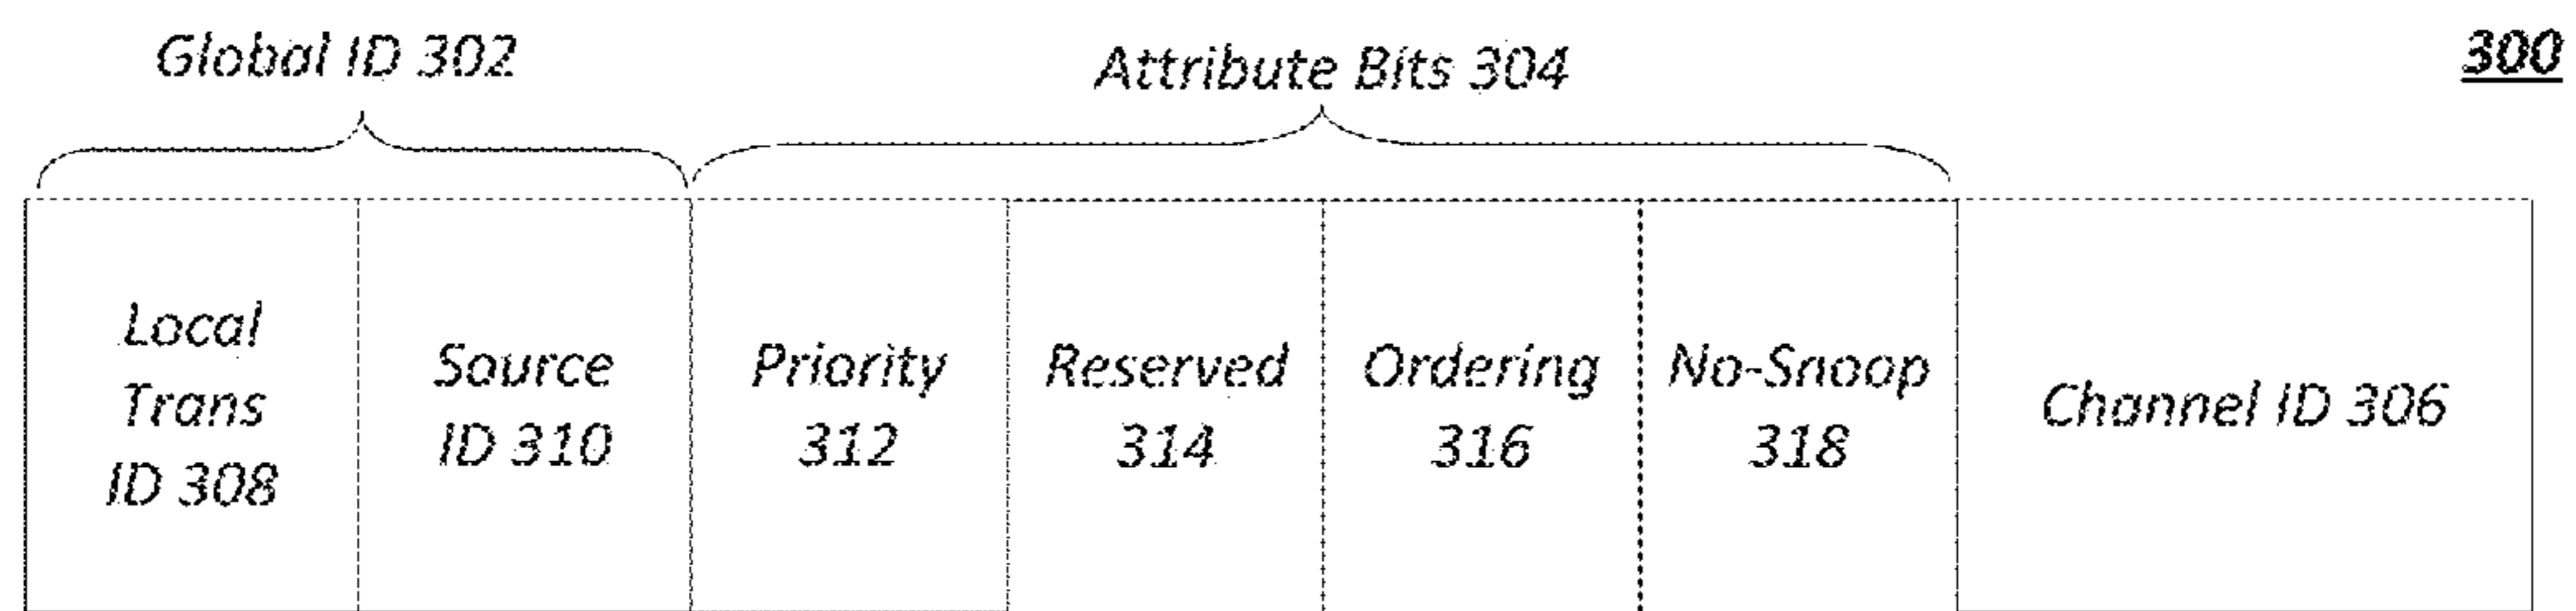 Global ID 302
Attribute Bits 304
300
Local
Trans
ID 308
Source
ID 310
Priority
312
Reserved
314
Ordering
316
No-Snoop
318
Channel ID 306